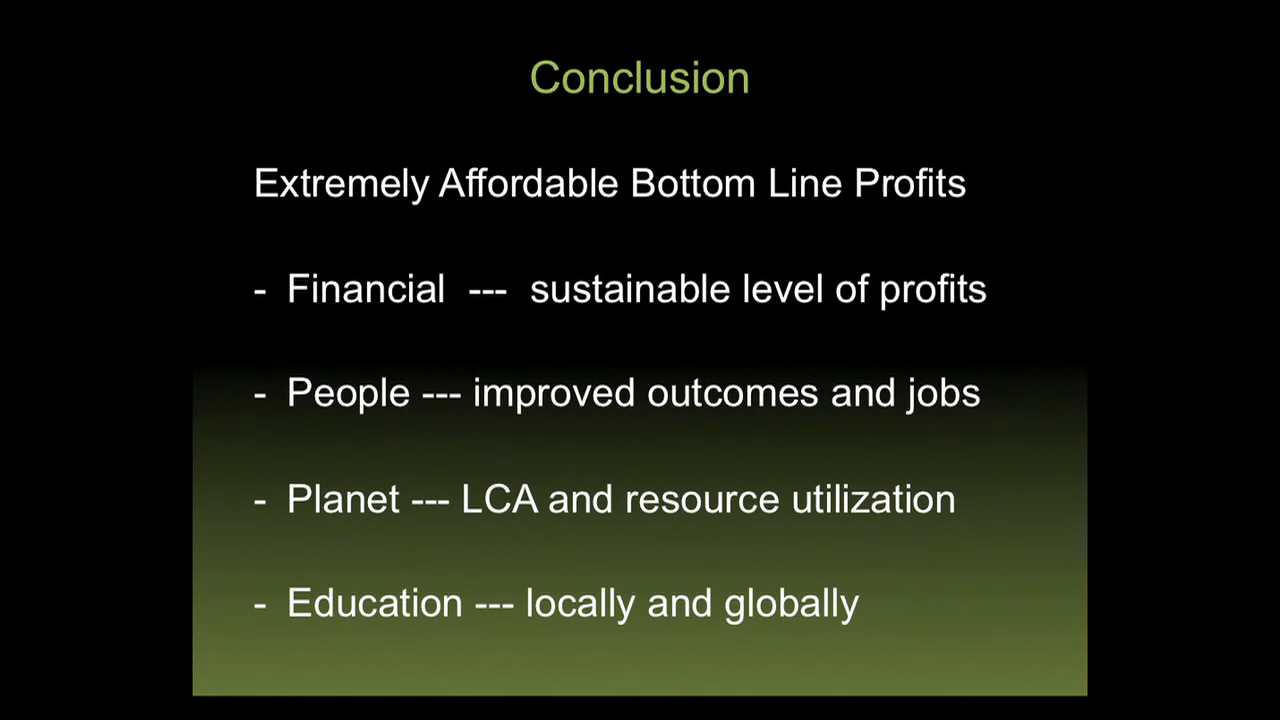 Conclusion
Extremely Affordable Bottom Line Profits
- Financial --- sustainable level of profits
- People --- improved outcomes and jobs
- Planet --- LCA and resource utilization
- Education --- locally and globally